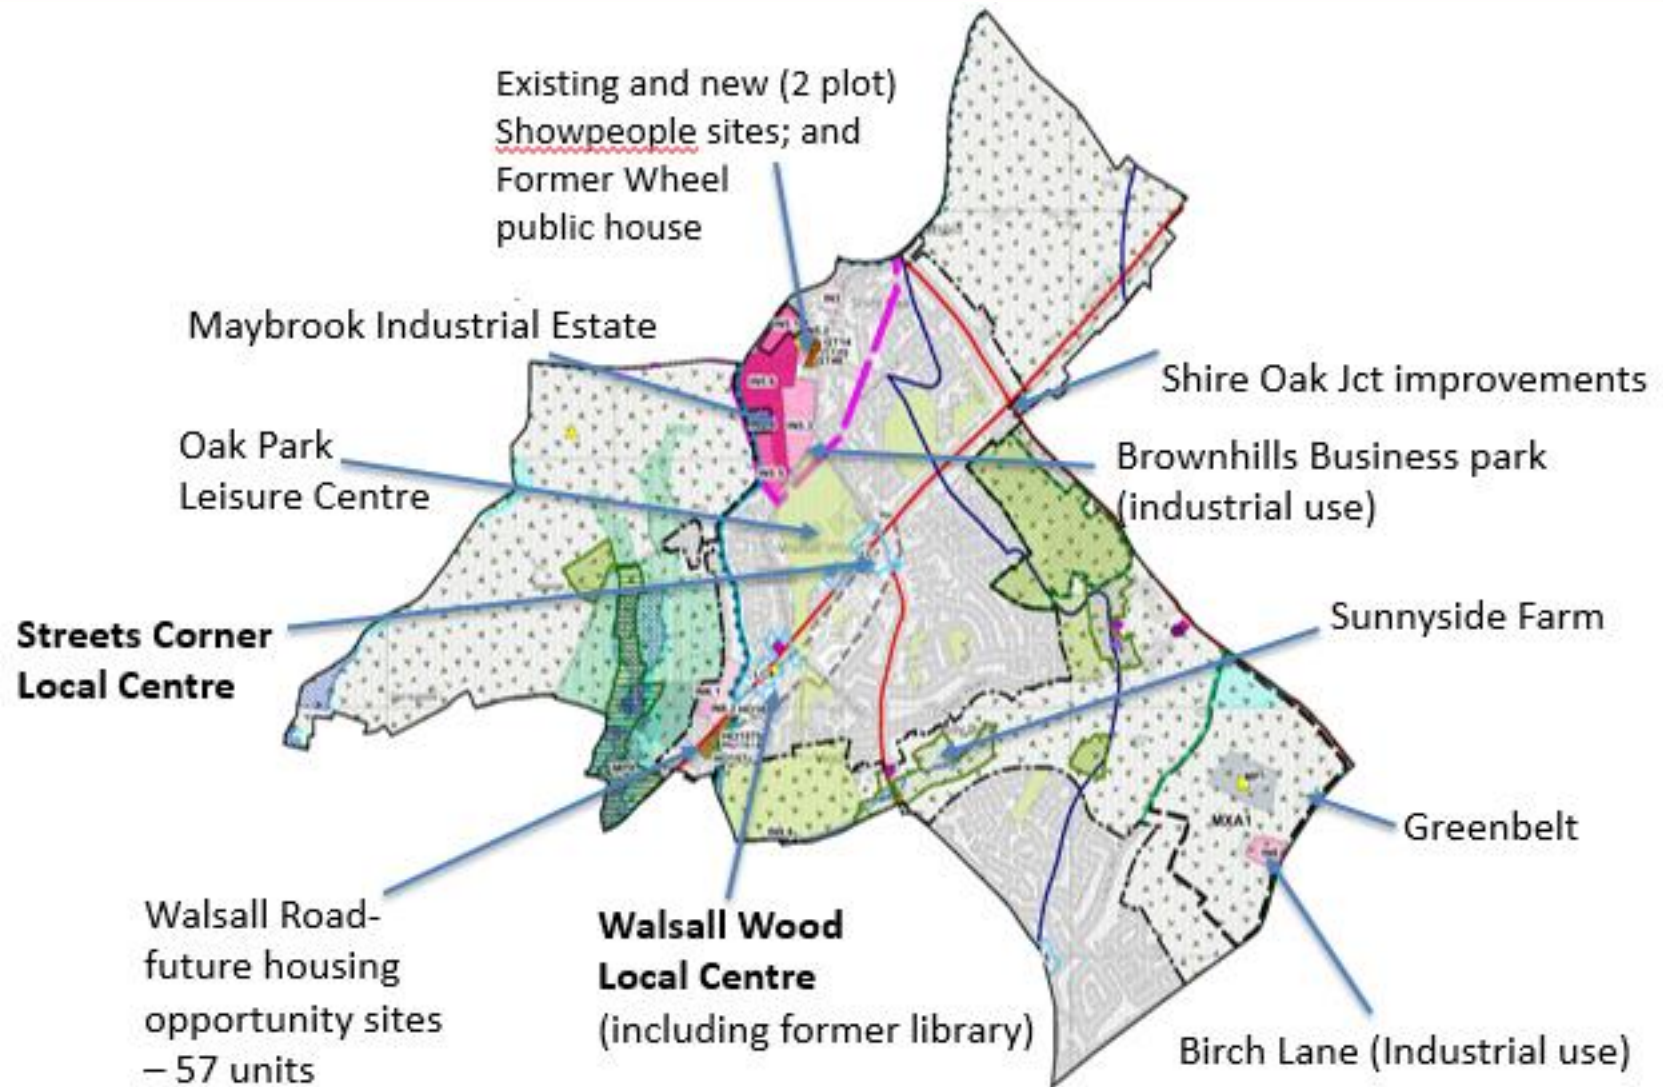 Existing and new (2 plot)
Showpeople sites; and
Former Wheel
public house
Maybrook Industrial Estate
Shire Oak Jct improvements
Oak Park
Leisure Centre
Brownhills Business park
(industrial use)
Streets Corner
Local Centre
Sunnyside Farm
MXA1
Greenbelt
Walsall Road-
future housing
opportunity sites
– 57 units
Walsall Wood
Local Centre
(including former library)
Birch Lane (Industrial use)